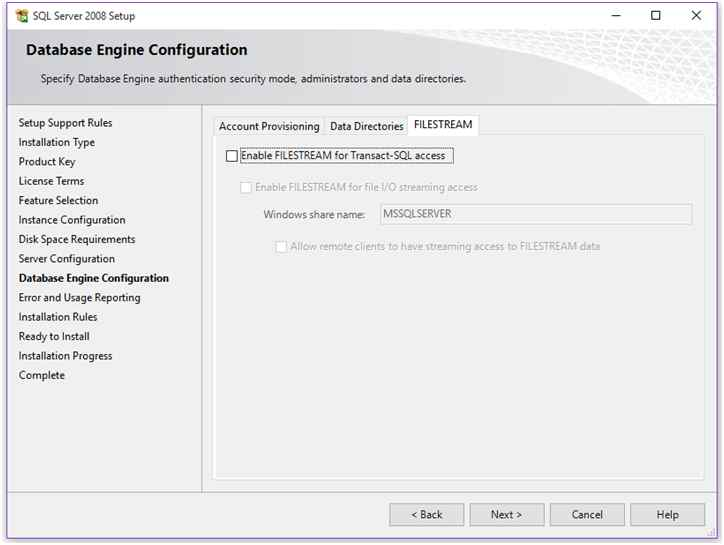 SQL Server 2008 Setup
Database Engine Configuration
Specify Database Engine authentication security mode, administrators and data directories.
Setup Support Rules
Installation Type
Product Key
License Terms
Feature Selection
Instance Configuration
Disk Space Requirements
Server Configuration
Database Engine Configuration
Error and Usage Reporting
Installation Rules
Ready to Install
Installation Progress
Complete
Account Provisioning Data Directories FILESTREAM
Enable FILESTREAM for Transact-SQL access
Enable FILESTREAM for file I/O streaming access
Windows share name: MSSQLSERVER
Allow remote clients to have streaming access to FILESTREAM data
< Back Next > Cancel Help